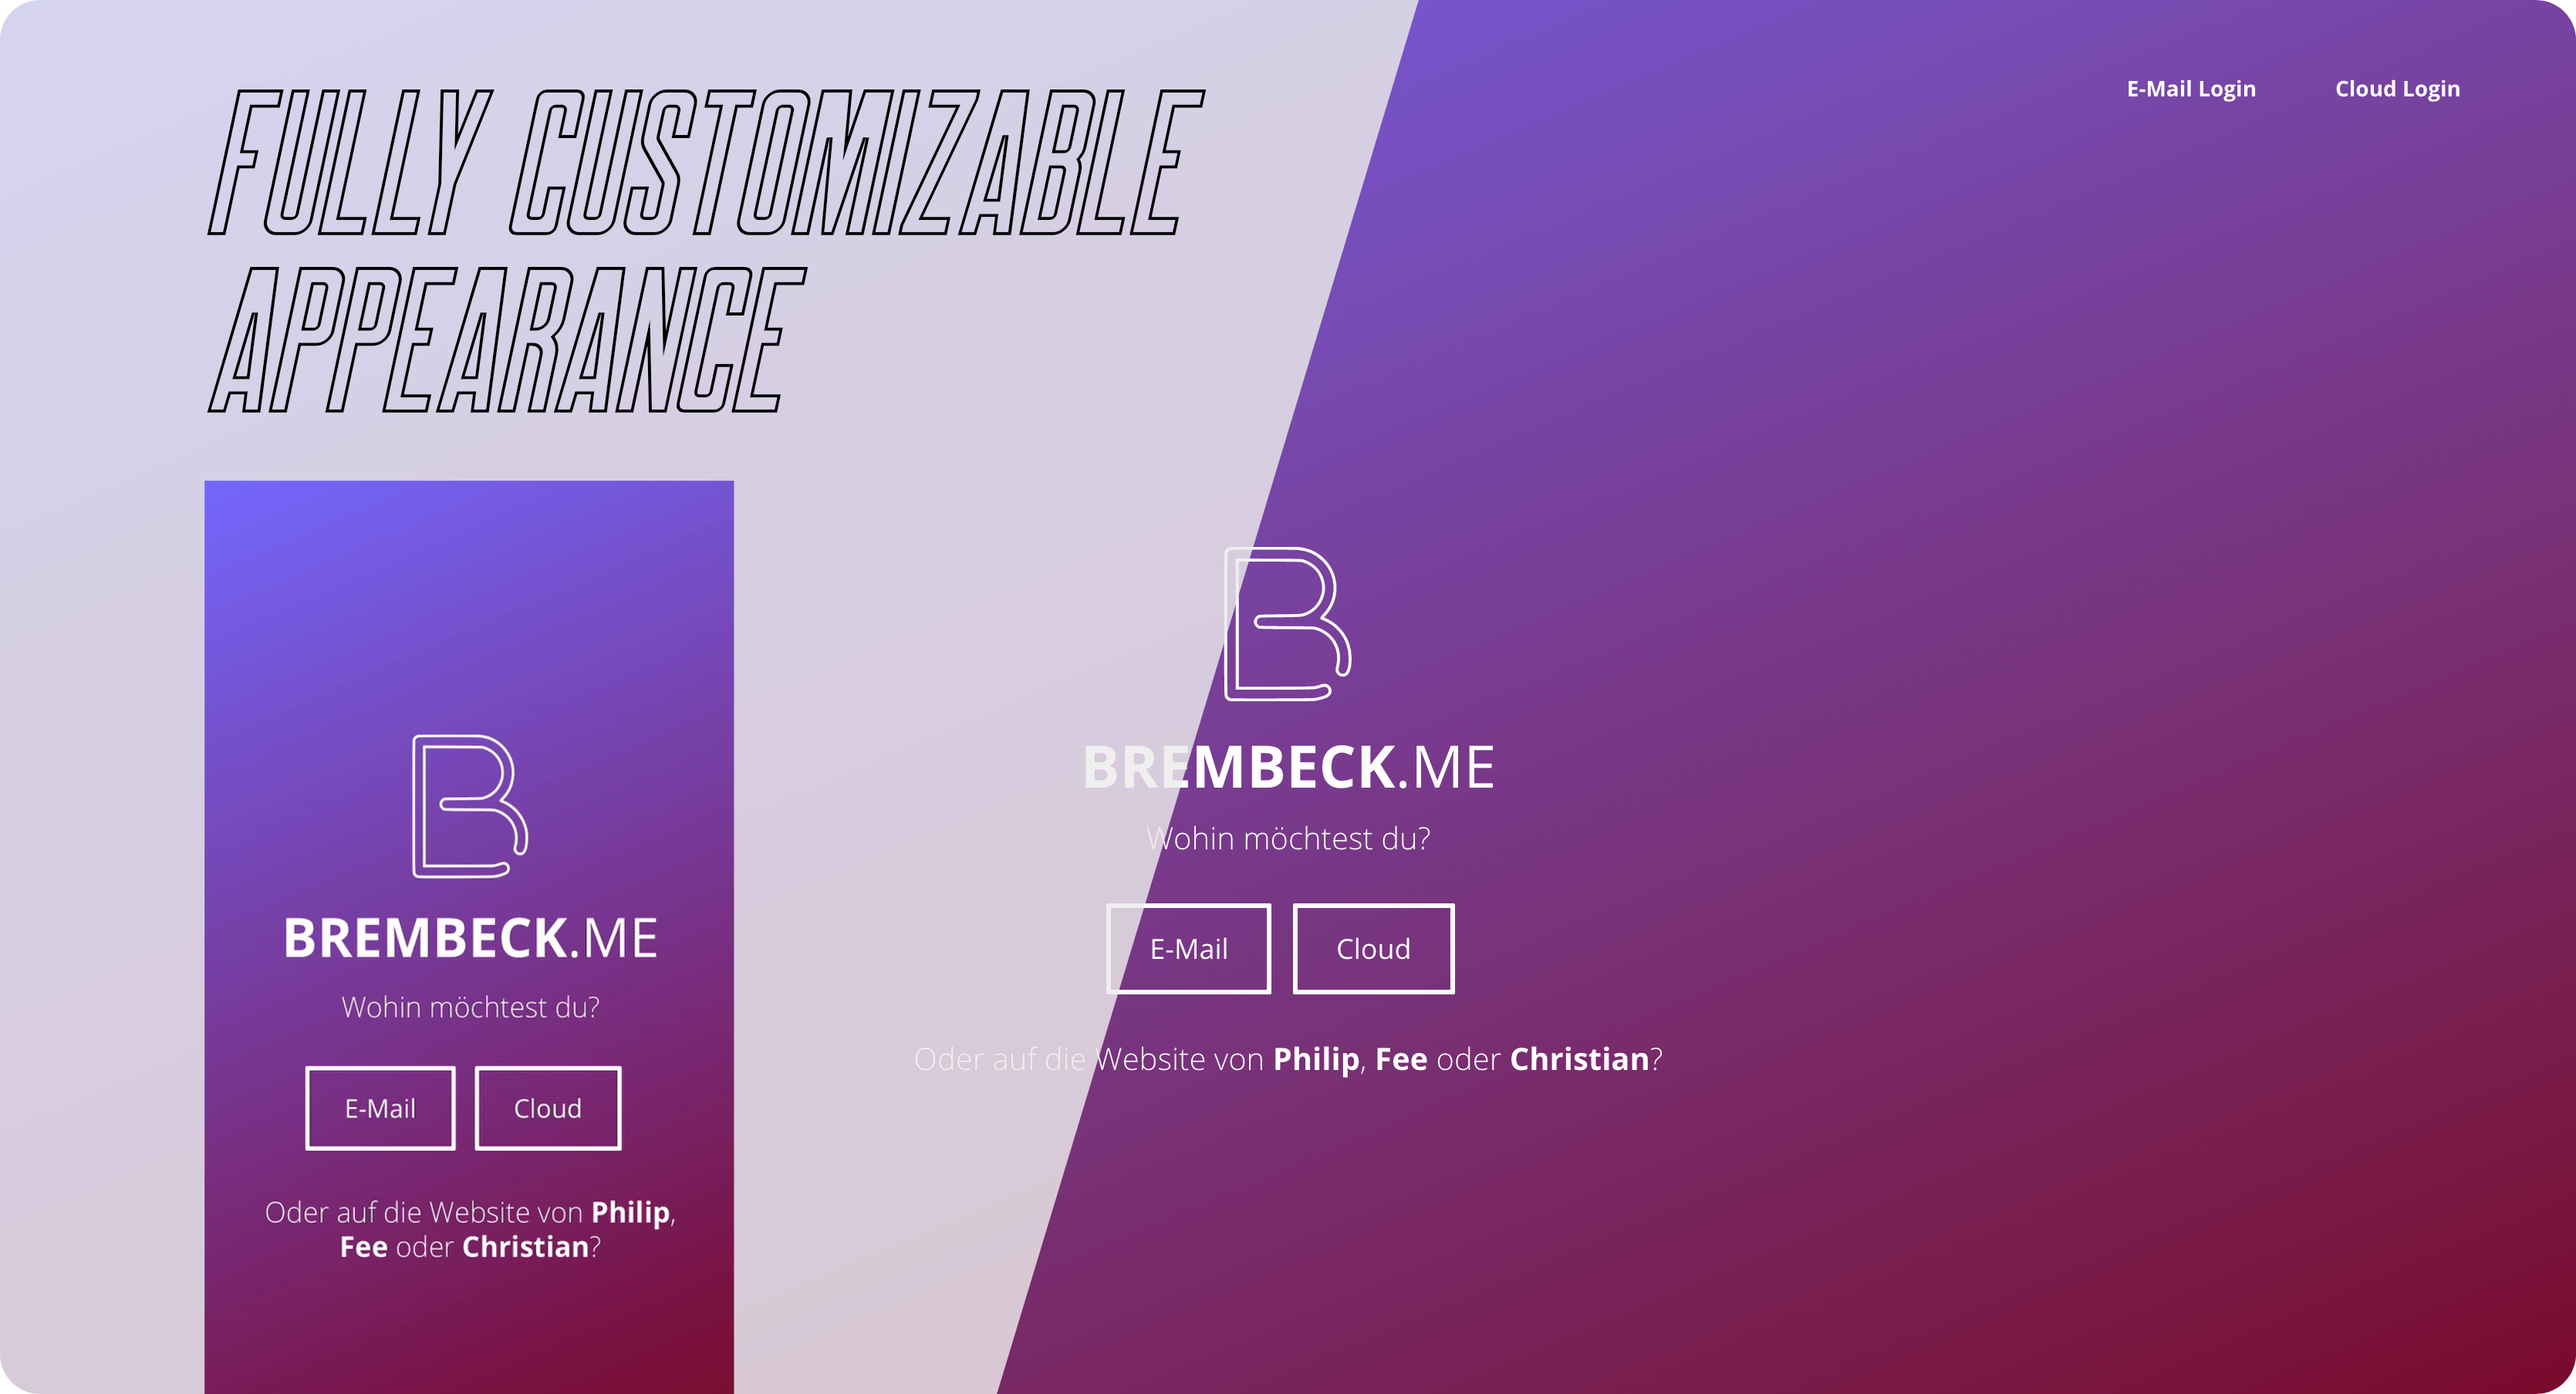 E-Mail Login Cloud Login
FULLY CUSTOMIZABLE
APPEARANCE
BREMBECK.ME
Wohin möchtest du?
E-Mail Cloud
Oder auf die Website von Philip,
Fee oder Christian?
BREMBECK.ME
Wohin möchtest du?
E-Mail Cloud
Oder auf die Website von Philip, Fee oder Christian?